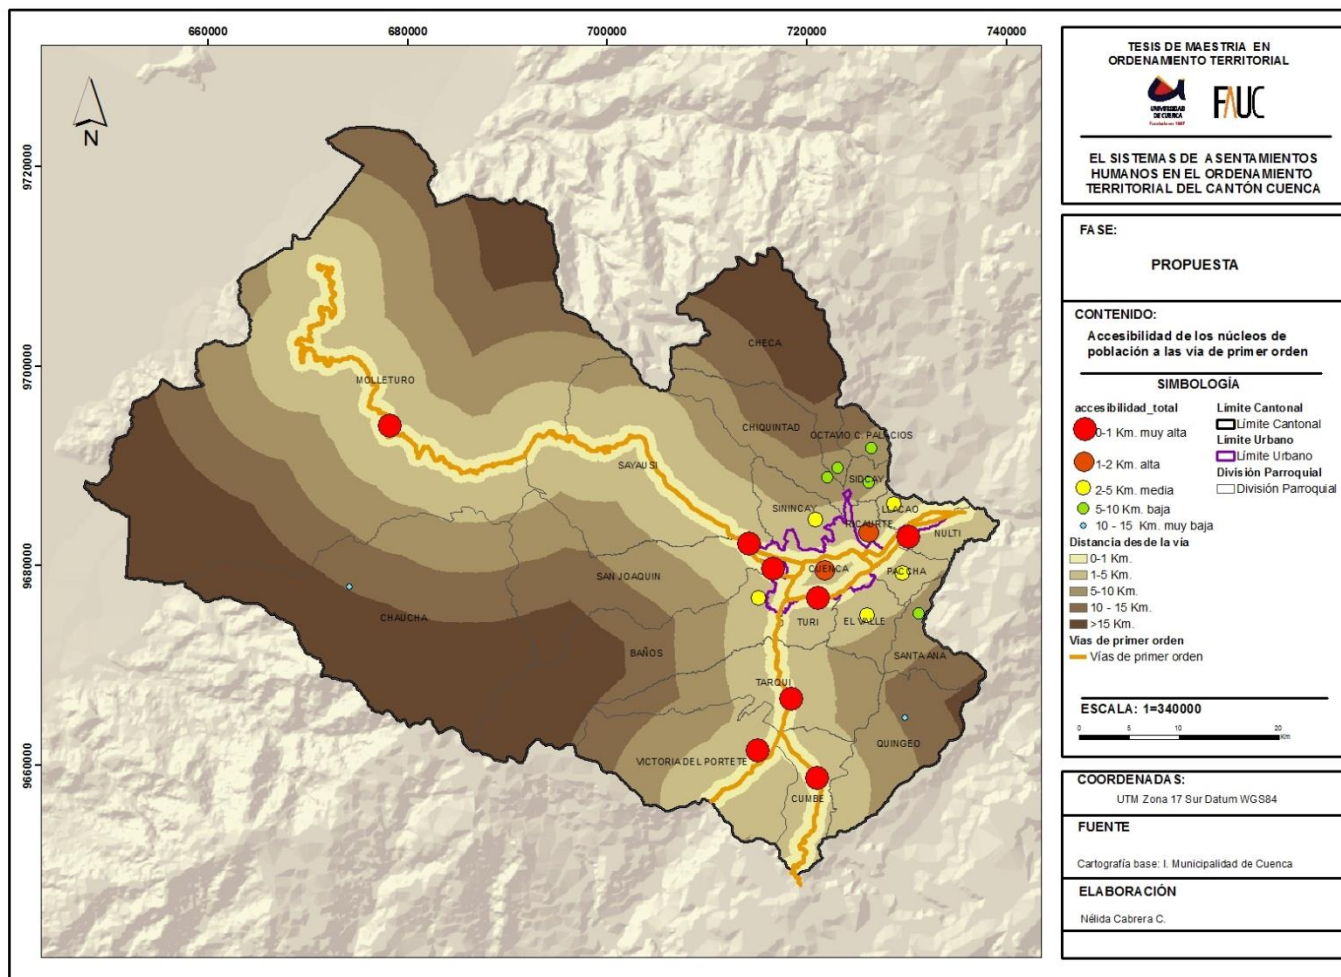 660000
680000
700000
720000
740000
9720000
9700000
9680000
9660000
N
MOLLETURO
CHECA
CHIQUINTAD
OCTAVIO C. PALACIOS
SAYAUSI
SIDCAY
SININCAY
LLACAO
RICAURTE
NULTI
SAN JOAQUIN
CUENCA
PACCHA
CHAUCHA
TURI
EL VALLE
BAÑOS
SANTA ANA
TARQUI
QUINGEO
VICTORIA DEL PORTETE
CUMBE
TESIS DE MAESTRIA EN
ORDENAMIENTO TERRITORIAL
UNIVERSIDAD
DE CUENCA
FAUC
EL SISTEMAS DE ASENTAMIENTOS
HUMANOS EN EL ORDENAMIENTO
TERRITORIAL DEL CANTÓN CUENCA
FASE:
PROPUESTA
CONTENIDO:
Accesibilidad de los núcleos de
población a las vía de primer orden
SIMBOLOGÍA
accesibilidad_total
0-1 Km. muy alta
1-2 Km. alta
2-5 Km. media
5-10 Km. baja
10 - 15 Km. muy baja
Límite Cantonal
Límite Cantonal
Límite Urbano
Límite Urbano
División Parroquial
División Parroquial
Distancia desde la vía
0-1 Km.
1-5 Km.
5-10 Km.
10 - 15 Km.
>15 Km.
Vías de primer orden
Vías de primer orden
ESCALA: 1=340000
0 5 10 20
Km
COORDENADAS:
UTM Zona 17 Sur Datum WGS84
FUENTE
Cartografía base: I. Municipalidad de Cuenca
ELABORACIÓN
Nélida Cabrera C.